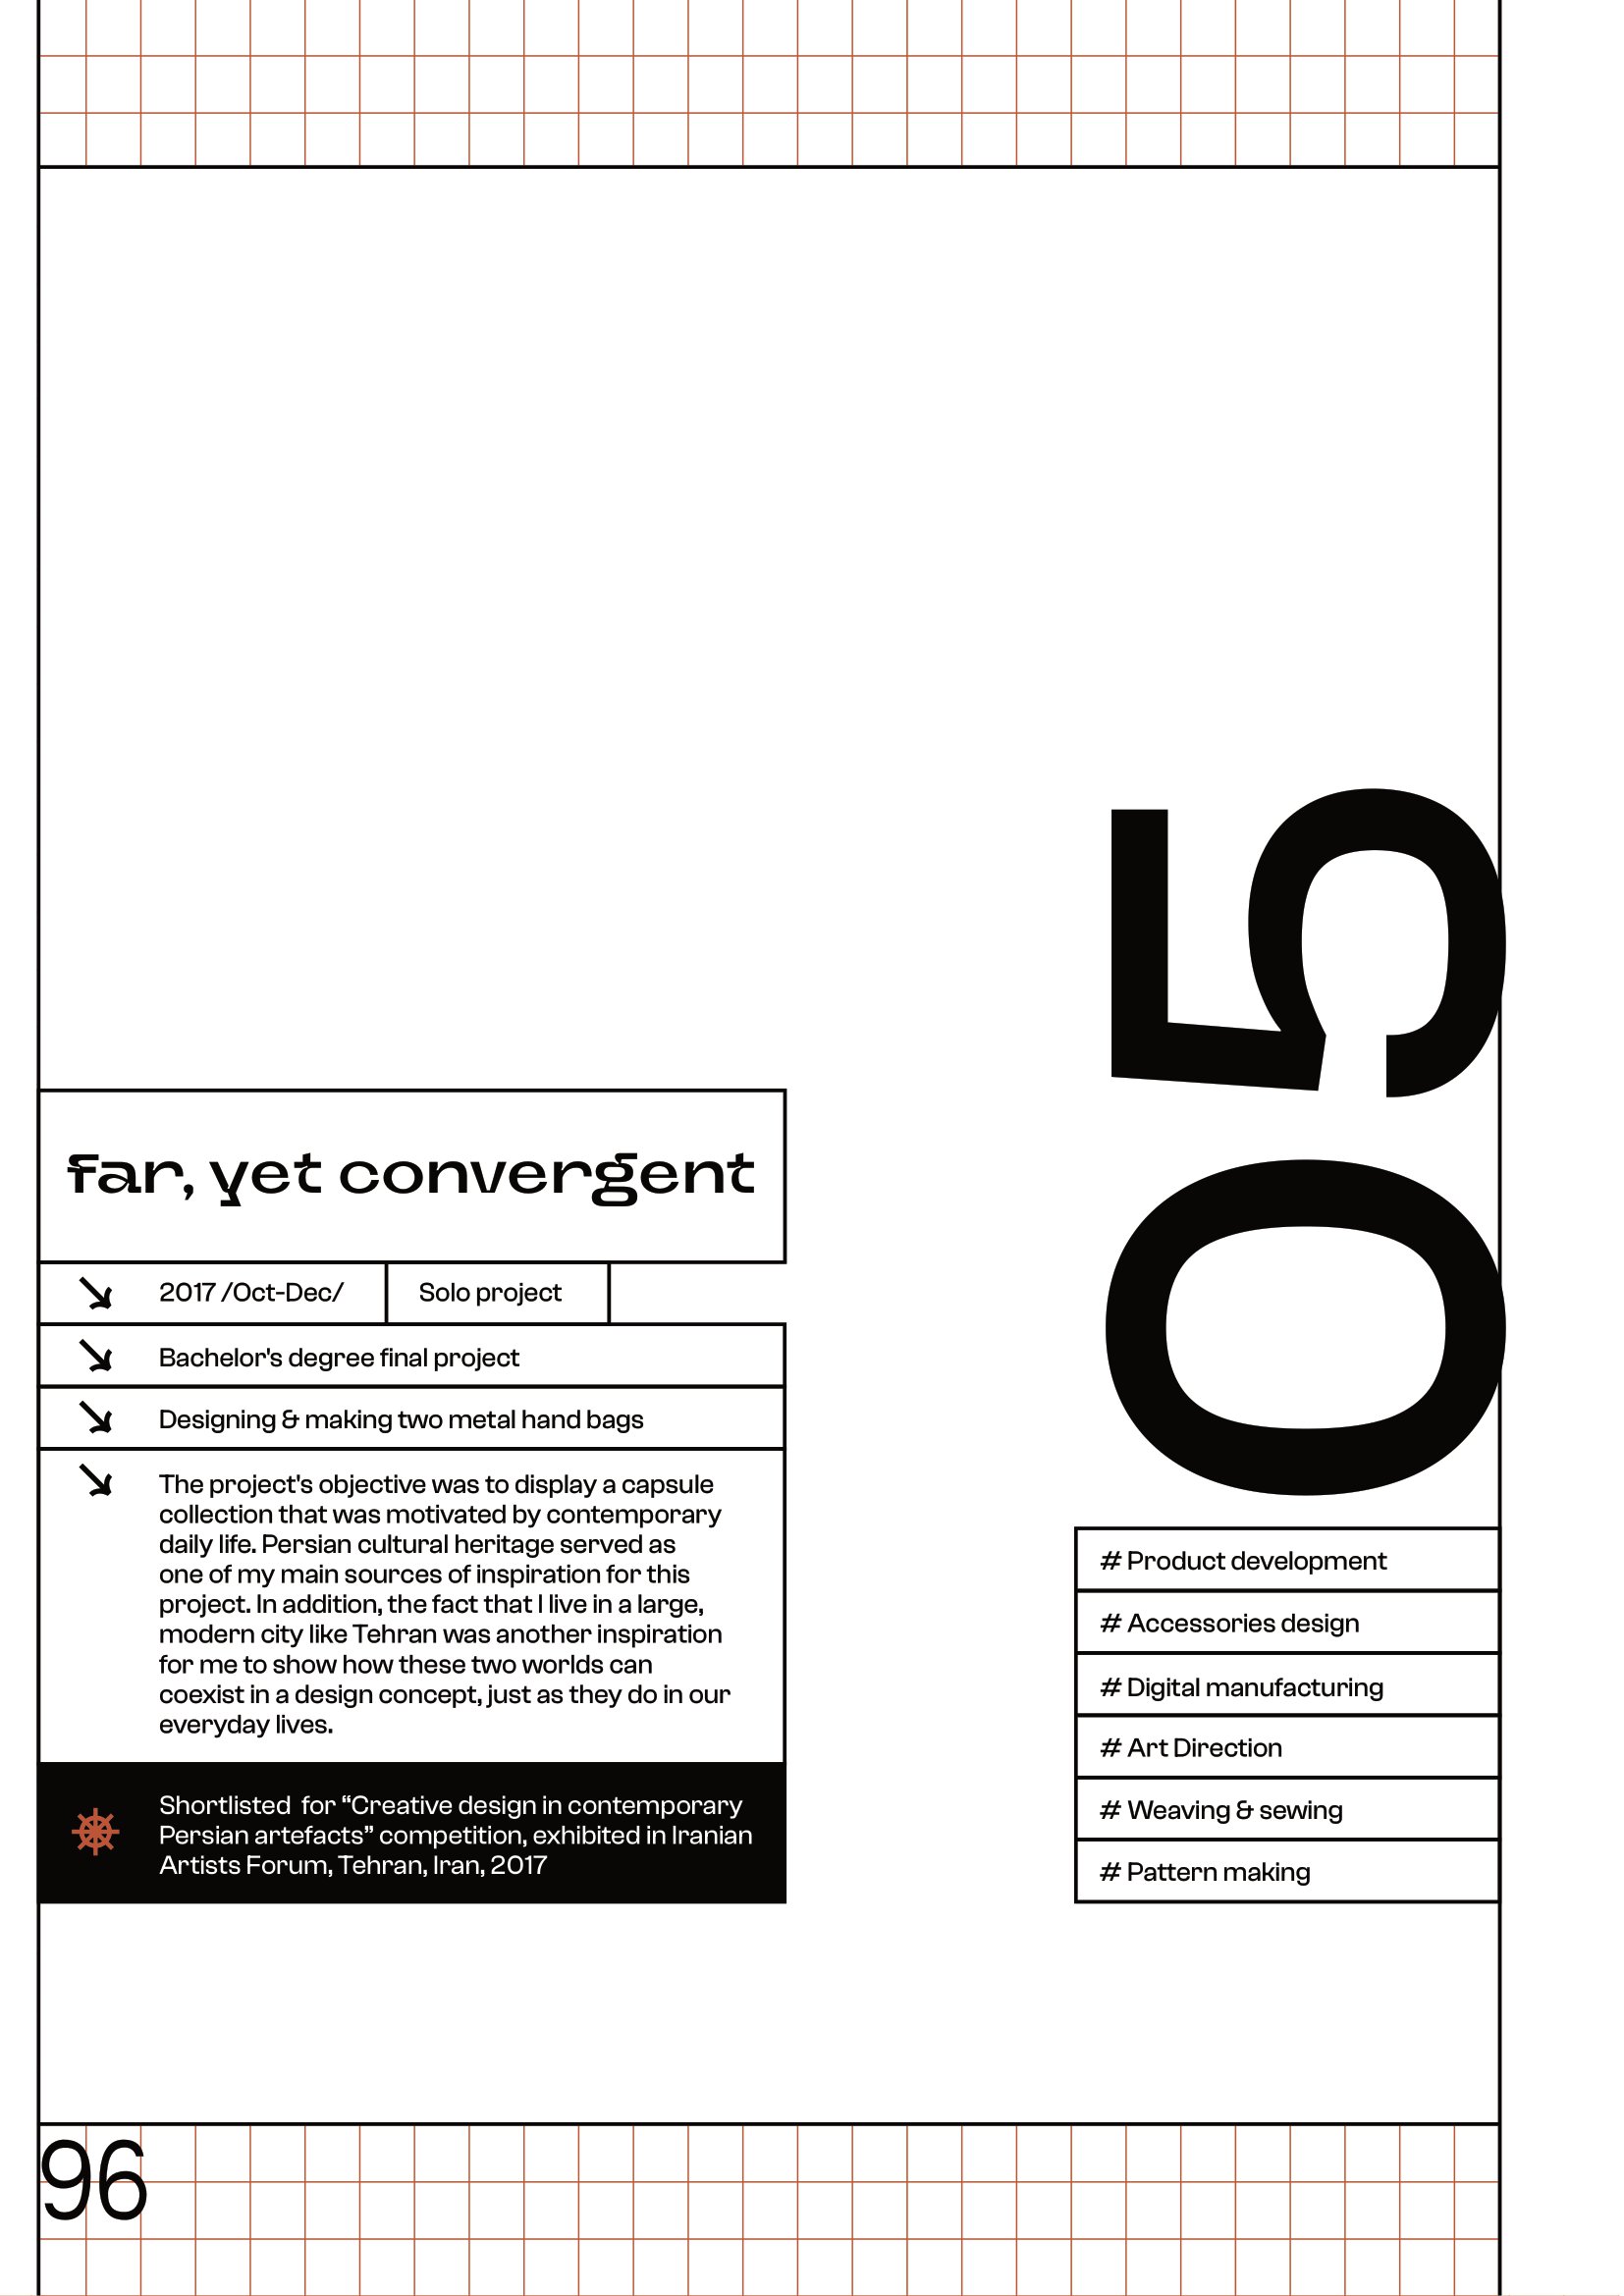 05
far, yet convergent
2017 /Oct-Dec/
Solo project
Bachelor's degree final project
Designing & making two metal hand bags
The project's objective was to display a capsule
collection that was motivated by contemporary
daily life. Persian cultural heritage served as
one of my main sources of inspiration for this
project. In addition, the fact that I live in a large,
modern city like Tehran was another inspiration
for me to show how these two worlds can
coexist in a design concept, just as they do in our
everyday lives.
Shortlisted  for “Creative design in contemporary
Persian artefacts” competition, exhibited in Iranian
Artists Forum, Tehran, Iran, 2017
# Product development
# Accessories design
# Digital manufacturing
# Art Direction
# Weaving & sewing
# Pattern making
96